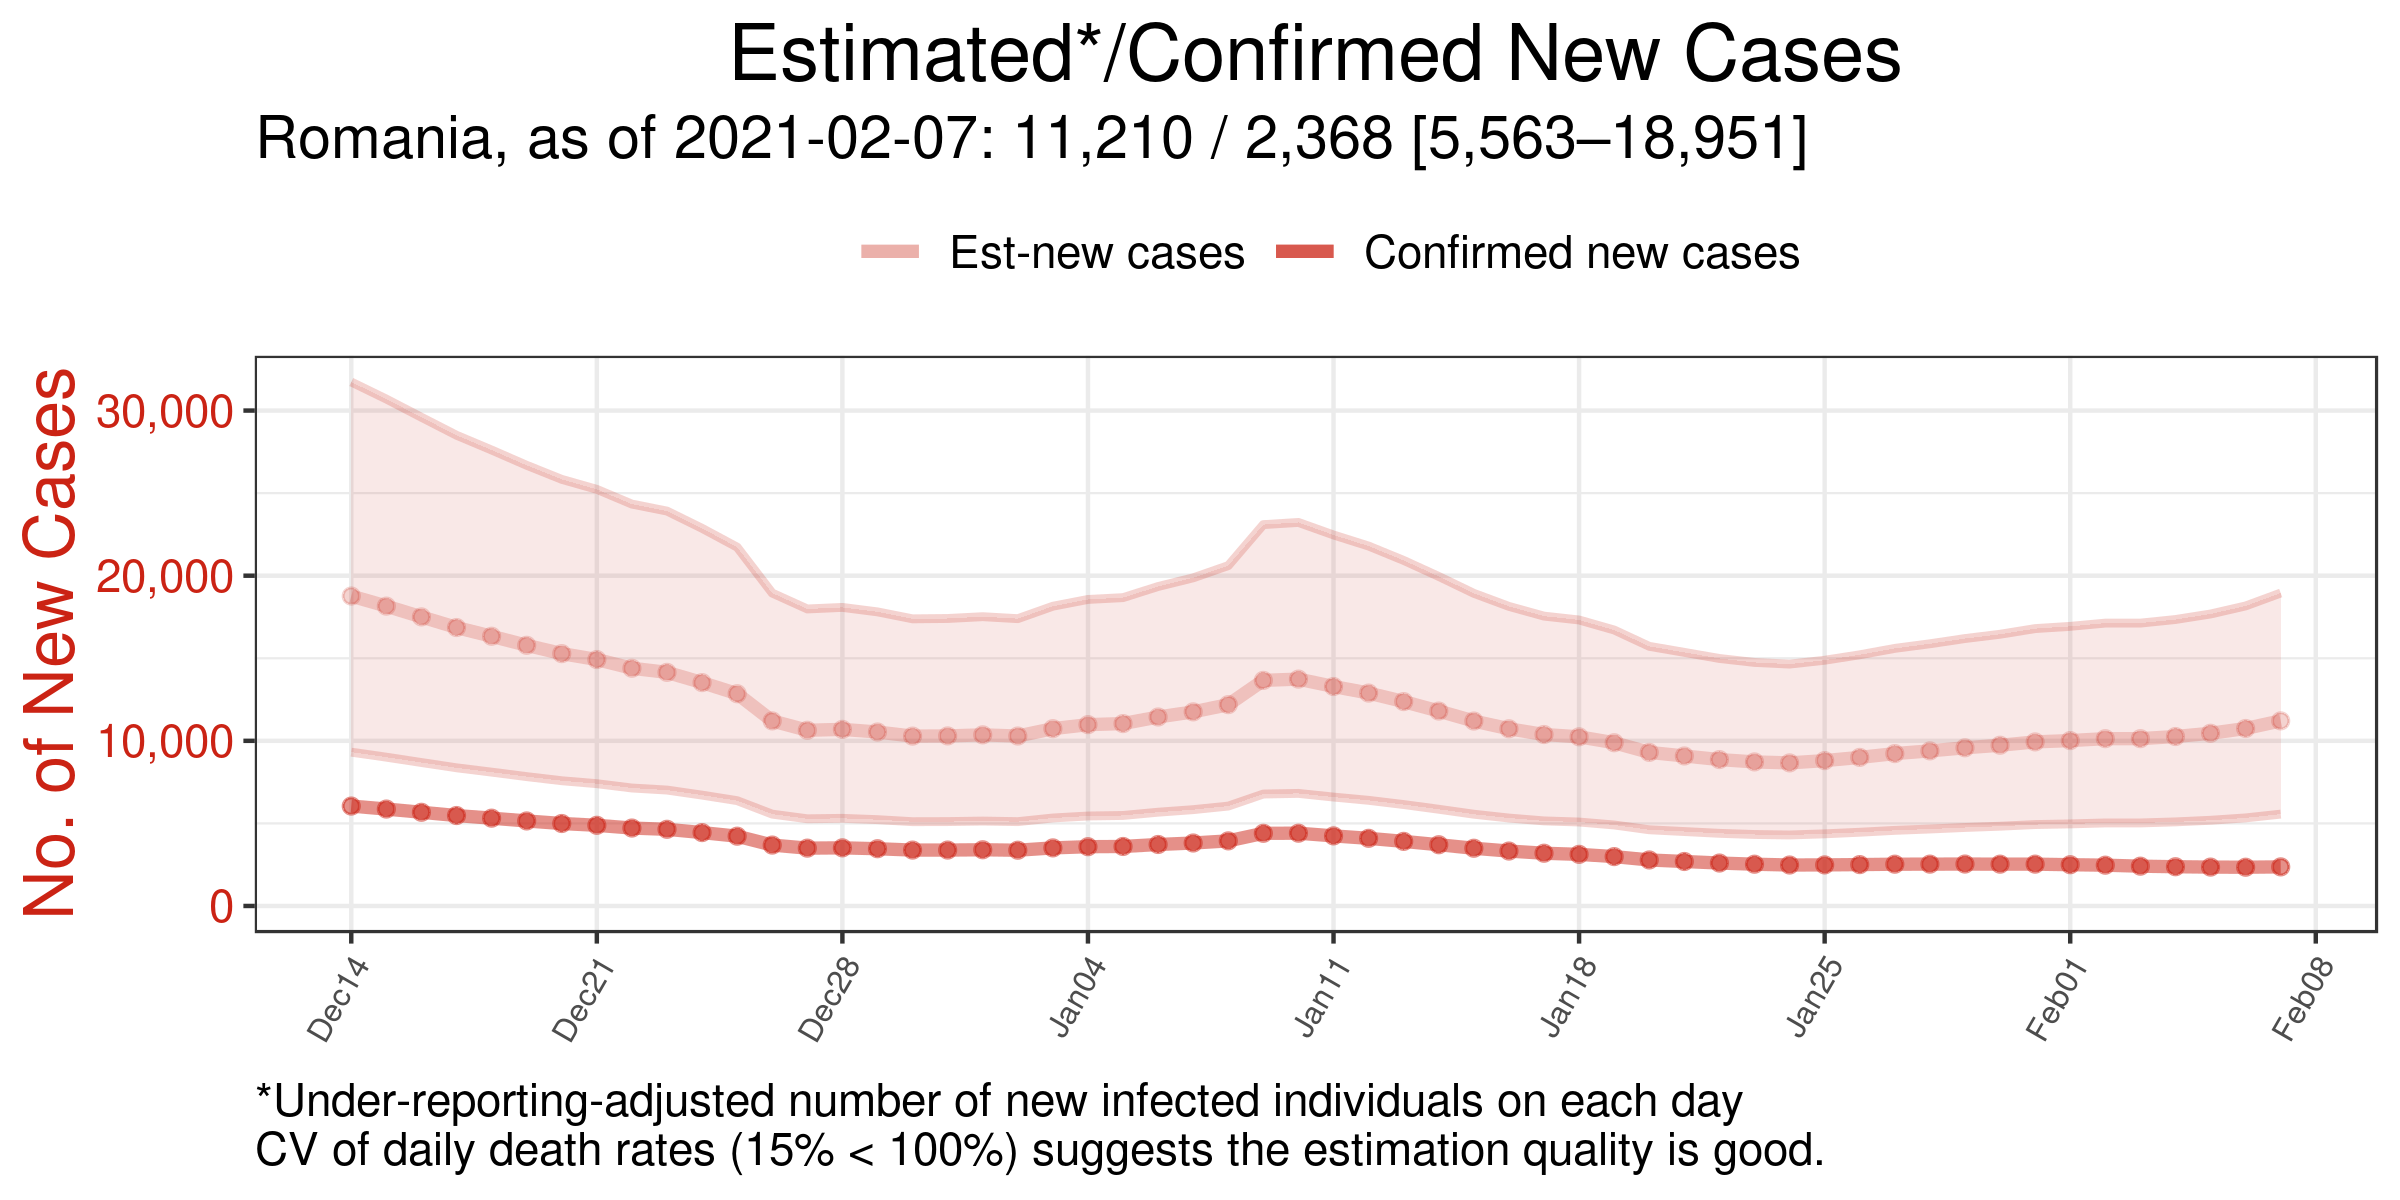 Estimated*/Confirmed New Cases
Romania, as of 2021-02-07: 11,210 / 2,368 [5,563–18,951]
Est-new cases
Confirmed new cases
No. of New Cases
30,000
20,000
10,000
0
Dec14
Dec21
Dec28
Jan04
Jan11
Jan18
Jan25
Feb01
Feb08
*Under-reporting-adjusted number of new infected individuals on each day
CV of daily death rates (15% < 100%) suggests the estimation quality is good.